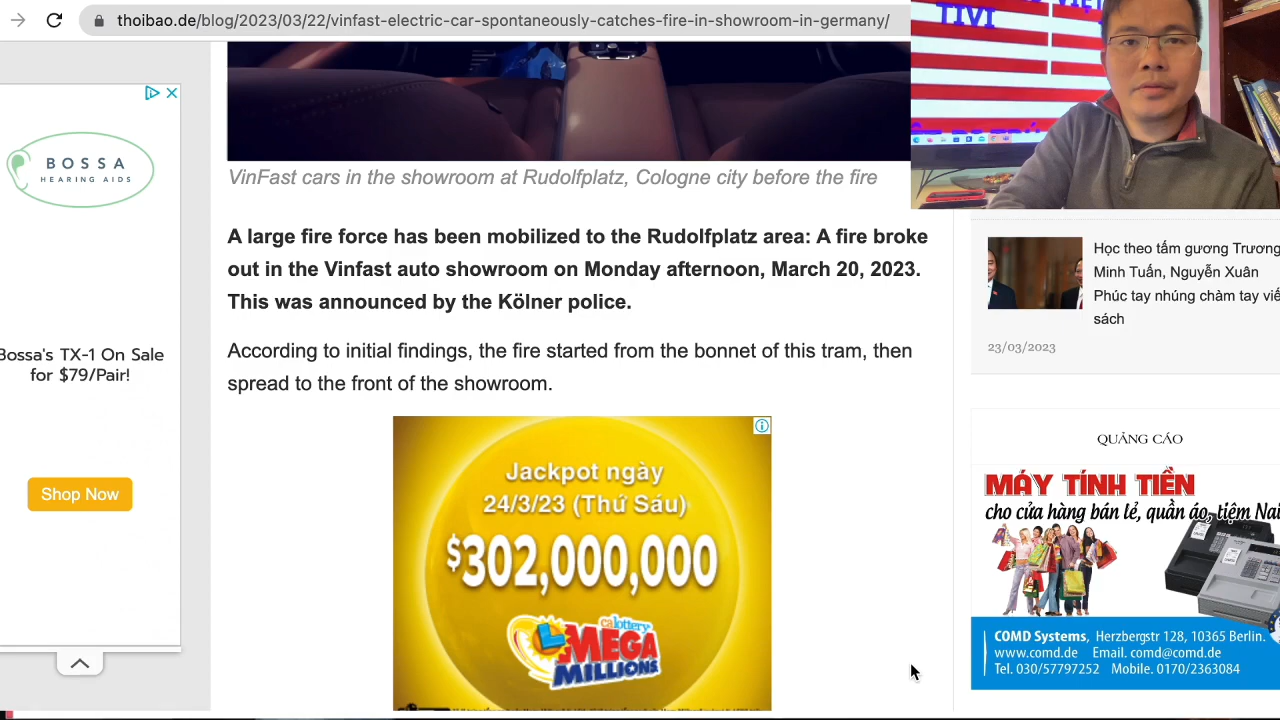 thoibao.de/blog/2023/03/22/vinfast-electric-car-spontaneously-catches-fire-in-showroom-in-germany/
TIVI
BOSSA
HEARING AIDS
Bossa's TX-1 On Sale
for $79/Pair!
Shop Now
VinFast cars in the showroom at Rudolfplatz, Cologne city before the fire
A large fire force has been mobilized to the Rudolfplatz area: A fire broke
out in the Vinfast auto showroom on Monday afternoon, March 20, 2023.
This was announced by the Kölner police.
According to initial findings, the fire started from the bonnet of this tram, then
spread to the front of the showroom.
Jackpot ngày
24/3/23 (Thứ Sáu)
$302,000,000
calottery
MEGA
MILLIONS
Học theo tấm gương Trương
Minh Tuấn, Nguyễn Xuân
Phúc tay nhúng chàm tay viế
sách
23/03/2023
QUẢNG CÁO
MÁY TÍNH TIỀN
cho cửa hàng bán lẻ, quần áo, tiệm Nai
COMD Systems, Herzbergstr 128, 10365 Berlin.
www.comd.de Email. comd@comd.de
Tel. 030/57797252 Mobile. 0170/2363084